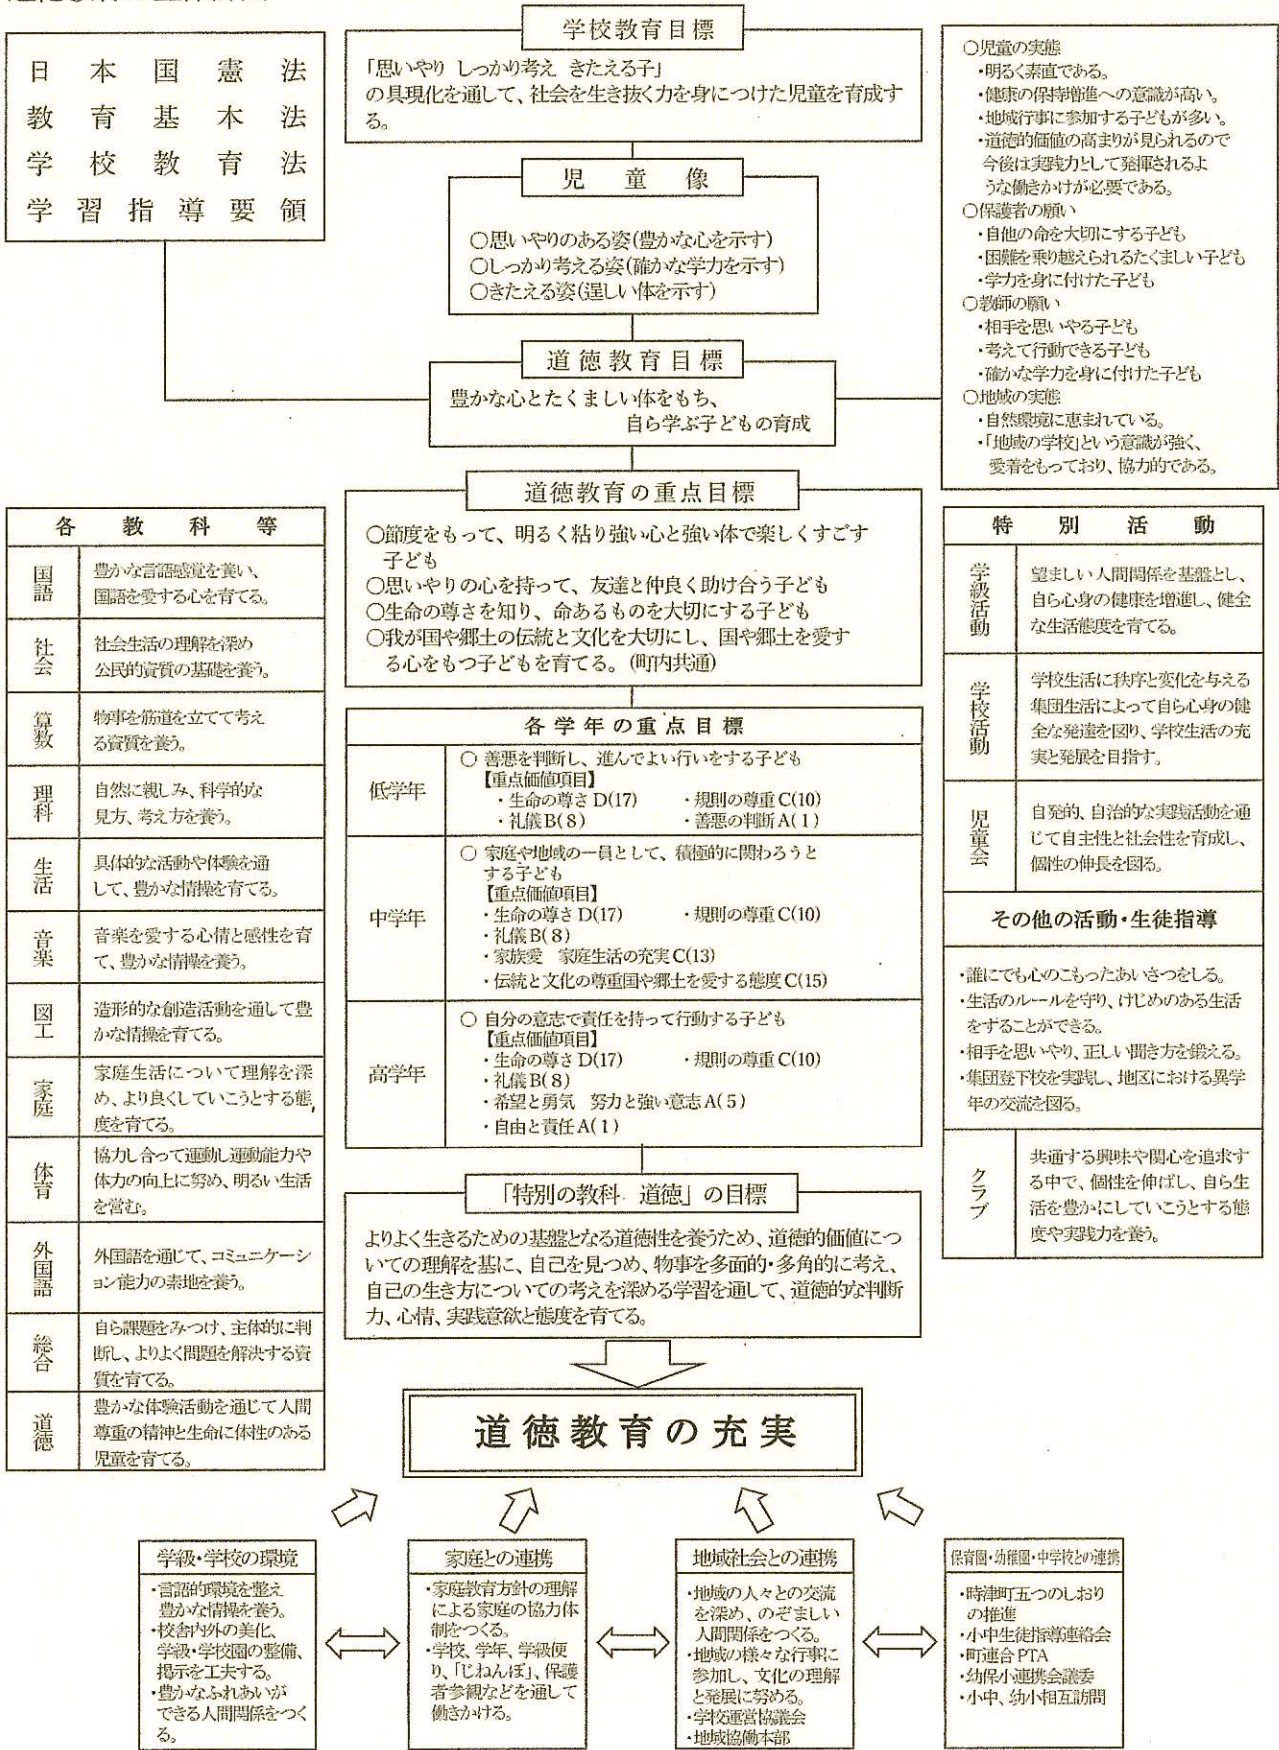 学校教育目標
「思いやり しっかり考え きたえる子」
の具現化を通して、社会を生き抜く力を身につけた児童を育成す
る。
日本国憲法
教育基本法
学校教育法
学習指導要領
児童像
○思いやりのある姿(豊かな心を示す)
○しっかり考える姿(確かな学力を示す)
○きたえる姿(逞しい体を示す)
道徳教育目標
豊かな心とたくましい体をもち、
自ら学ぶ子どもの育成
○児童の実態
・明るく素直である。
・健康の保持増進への意識が高い。
・地域行事に参加する子どもが多い。
・道徳的価値の高まりが見られるので
今後は実践力として発揮されるよ
うな働きかけが必要である。
○保護者の願い
・自他の命を大切にする子ども
・困難を乗り越えられるたくましい子ども
・学力を身に付けた子ども
○教師の願い
・相手を思いやる子ども
・考えて行動できる子ども
・確かな学力を身に付けた子ども
○地域の実態
・自然環境に恵まれている。
・「地域の学校」という意識が強く、
愛着をもっており、協力的である。
道徳教育の重点目標
○節度をもって、明るく粘り強い心と強い体で楽しくすごす
子ども
○思いやりの心を持って、友達と仲良く助け合う子ども
○生命の尊さを知り、命あるものを大切にする子ども
○我が国や郷土の伝統と文化を大切にし、国や郷土を愛す
る心をもつ子どもを育てる。(町内共通)
各教科等
国語
豊かな言語感覚を養い、
国語を愛する心を育てる。
社会
社会生活の理解を深め
公民的資質の基礎を養う。
算数
物事を筋道を立てて考え
る資質を養う。
理科
自然に親しみ、科学的な
見方、考え方を養う。
生活
具体的な活動や体験を通
して、豊かな情操を育てる。
音楽
音楽を愛する心情と感性を育
て、豊かな情操を養う。
図工
造形的な創造活動を通して豊
かな情操を育てる。
家庭
家庭生活について理解を深
め、より良くしていこうとする態
度を育てる。
体育
協力し合って運動し運動能力や
体力の向上に努め、明るい生活
を営む。
外国語
外国語を通じて、コミュニケーシ
ョン能力の素地を養う。
総合
自ら課題をみつけ、主体的に判
断し、よりよく問題を解決する資
質を育てる。
道徳
豊かな体験活動を通じて人間
尊重の精神と生命に体性のある
児童を育てる。
各学年の重点目標
低学年
○ 善悪を判断し、進んでよい行いをする子ども
【重点価値項目】
・生命の尊さ D(17) ・規則の尊重 C(10)
・礼儀 B(8) ・善悪の判断 A(1)
中学年
○ 家庭や地域の一員として、積極的に関わろうと
する子ども
【重点価値項目】
・生命の尊さ D(17) ・規則の尊重 C(10)
・礼儀 B(8)
・家族愛 家庭生活の充実 C(13)
・伝統と文化の尊重国や郷土を愛する態度 C(15)
高学年
○ 自分の意志で責任を持って行動する子ども
【重点価値項目】
・生命の尊さ D(17) ・規則の尊重 C(10)
・礼儀 B(8)
・希望と勇気 努力と強い意志 A(5)
・自由と責任 A(1)
「特別の教科 道徳」の目標
よりよく生きるための基盤となる道徳性を養うため、道徳的価値につ
いての理解を基に、自己を見つめ、物事を多面的・多角的に考え、
自己の生き方についての考えを深める学習を通して、道徳的な判断
力、心情、実践意欲と態度を育てる。
特別活動
学級活動
望ましい人間関係を基盤とし、
自ら心身の健康を増進し、健全
な生活態度を育てる。
学校活動
学校生活に秩序と変化を与える
集団生活によって自ら心身の健
全な発達を図り、学校生活の充
実と発展を目指す。
児童会
自発的、自治的な実践活動を通
じて自主性と社会性を育成し、
個性の伸長を図る。
その他の活動・生徒指導
・誰にでも心のこもったあいさつをしる。
・生活のルールを守り、けじめのある生活
をすることができる。
・相手を思いやり、正しい聞き方を鍛える。
・集団登下校を実践し、地区における異学
年の交流を図る。
クラブ
共通する興味や関心を追求す
る中で、個性を伸ばし、自ら生
活を豊かにしていこうとする態
度や実践力を養う。
道徳教育の充実
学級・学校の環境
・言語的環境を整え
豊かな情操を養う。
・校舎内外の美化、
学級・学校園の整備、
掲示を工夫する。
・豊かなふれあいが
できる人間関係をつく
る。
家庭との連携
・家庭教育方針の理解
による家庭の協力体
制をつくる。
・学校、学年、学級便
り、「じねんぼ」、保護
者参観などを通して
働きかける。
地域社会との連携
・地域の人々との交流
を深め、のぞましい
人間関係をつくる。
・地域の様々な行事に
参加し、文化の理解
と発展に努める。
・学校運営協議会
・地域協働本部
保育園・幼稚園・中学校との連携
・時津町五つのしおり
の推進
・小中生徒指導連絡会
・町連合PTA
・幼保小連携会議委
・小中、幼小相互訪問